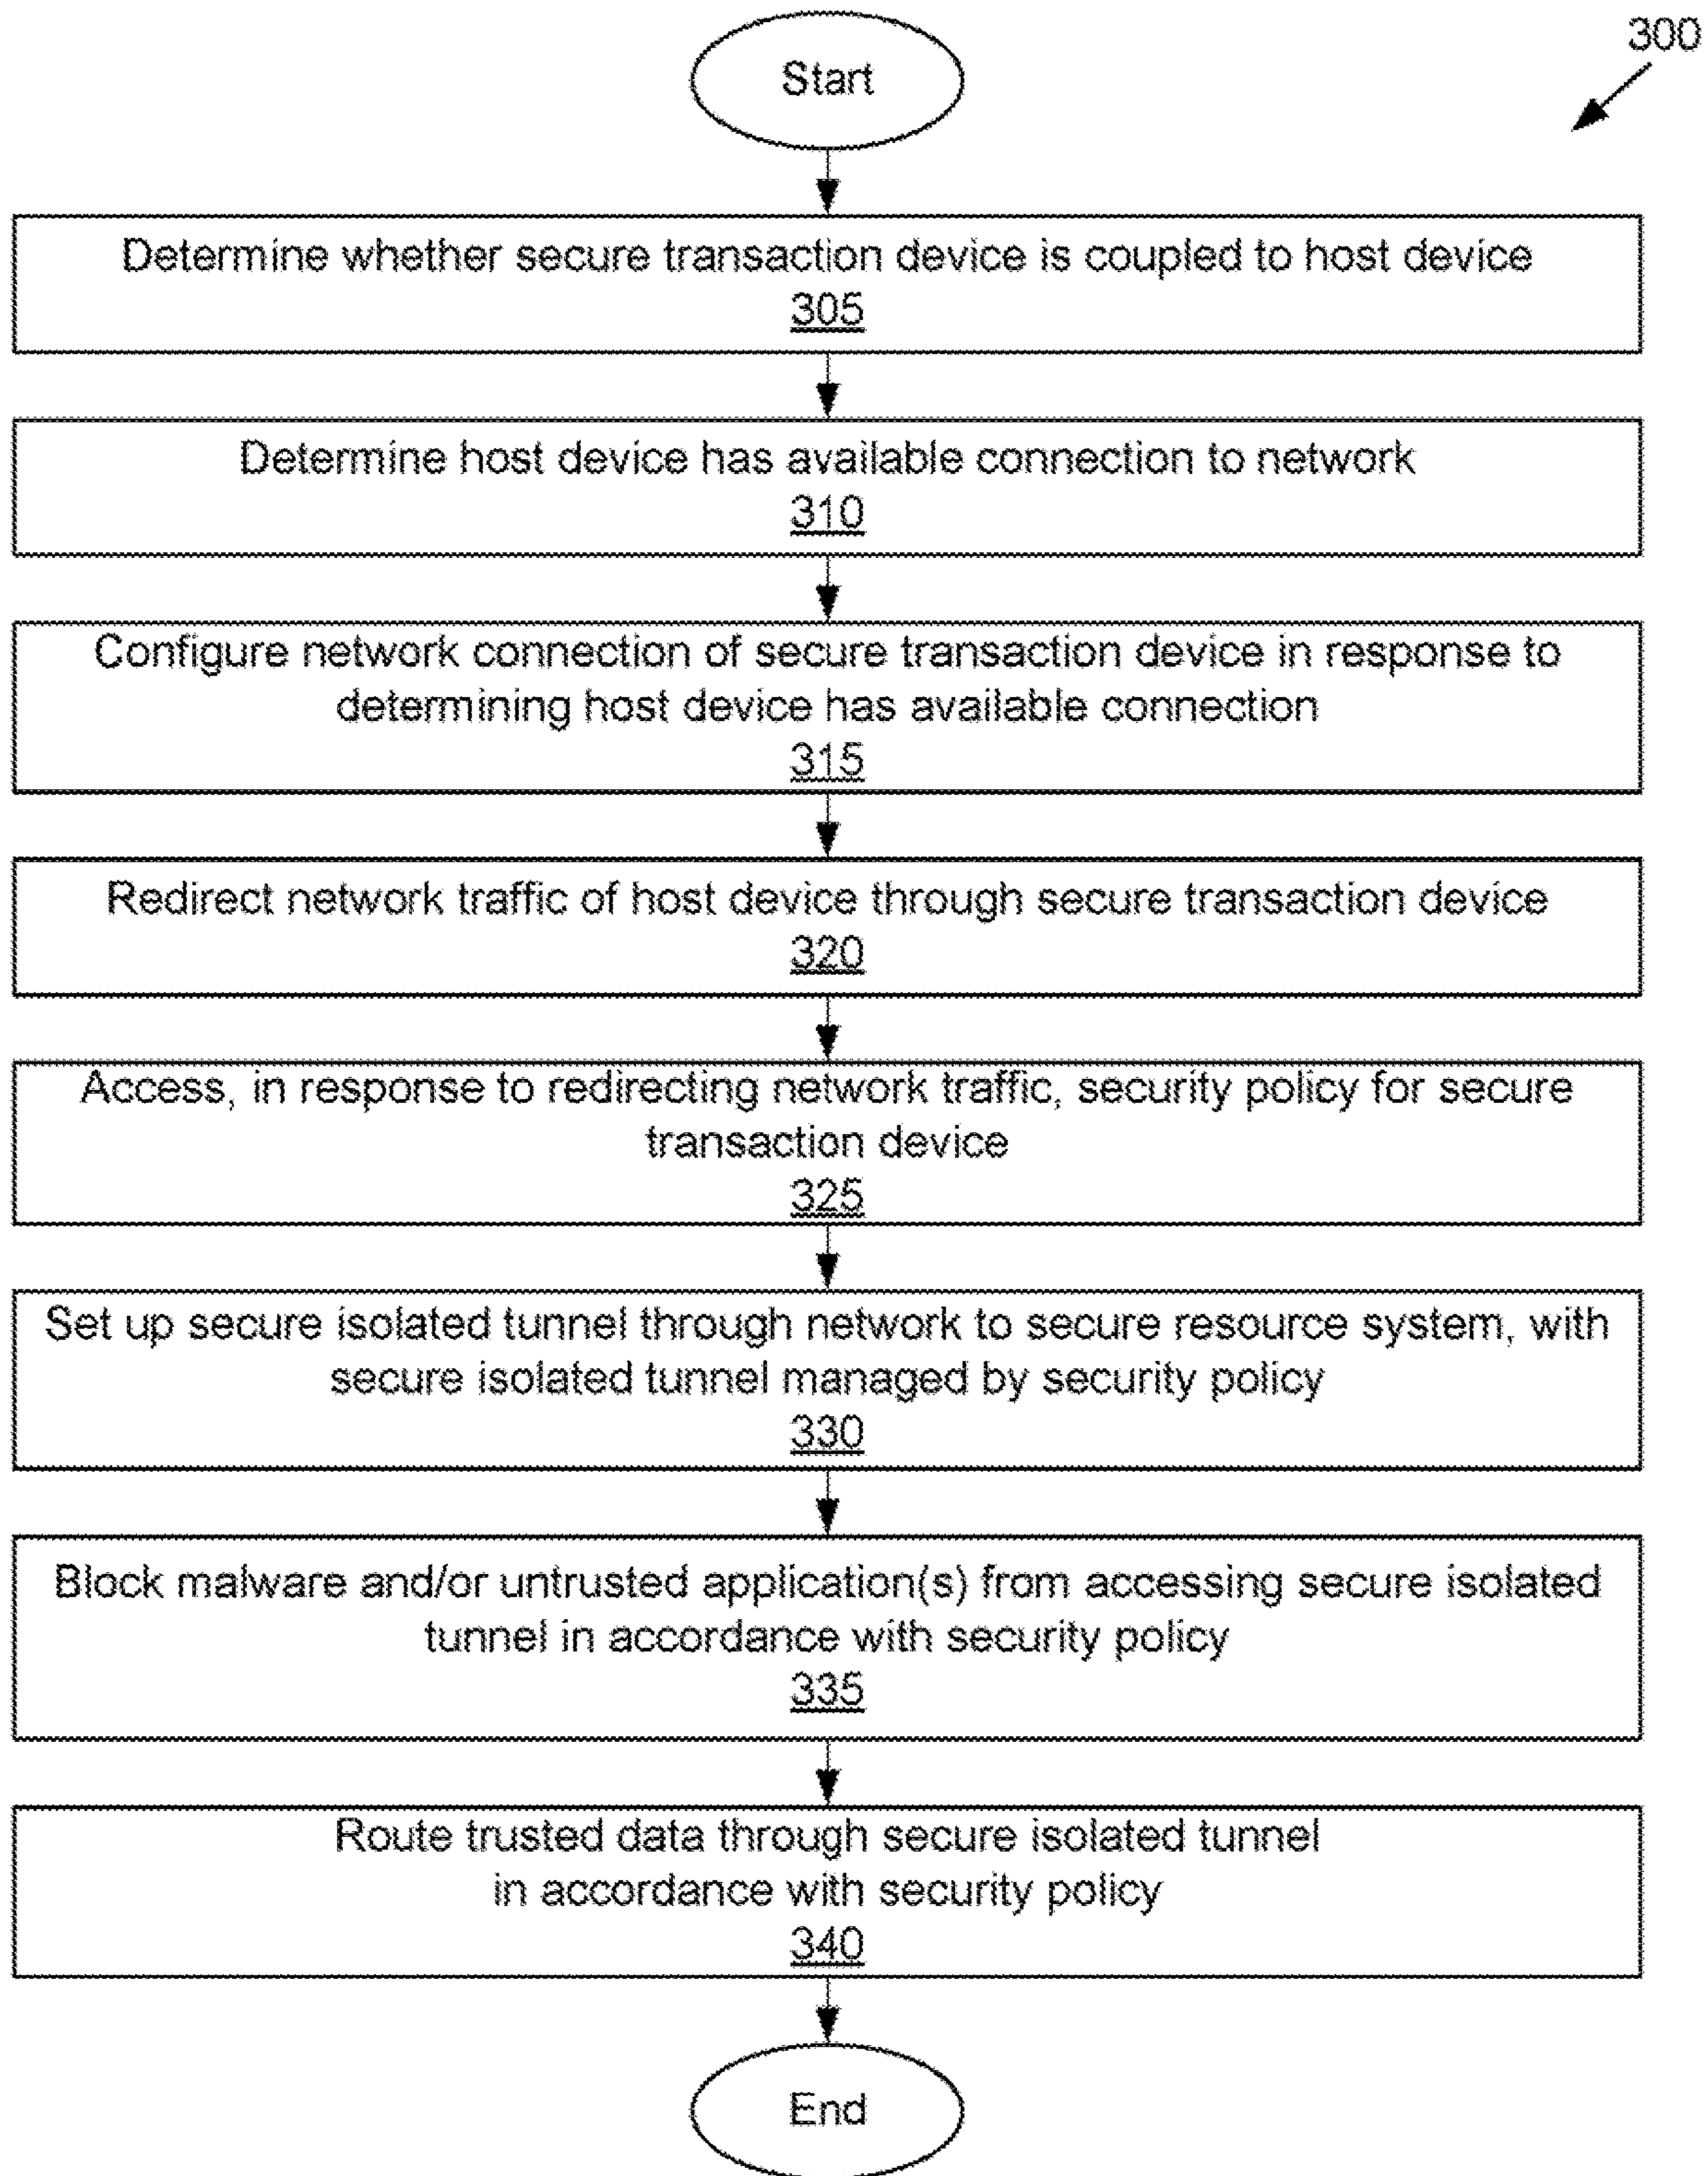 300
Start
Determine whether secure transaction device is coupled to host device
305
Determine host device has available connection to network
310
Configure network connection of secure transaction device in response to
determining host device has available connection
315
Redirect network traffic of host device through secure transaction device
320
Access, in response to redirecting network traffic, security policy for secure
transaction device
325
Set up secure isolated tunnel through network to secure resource system, with
secure isolated tunnel managed by security policy
330
Block malware and/or untrusted application(s) from accessing secure isolated
tunnel in accordance with security policy
335
Route trusted data through secure isolated tunnel
in accordance with security policy
340
End